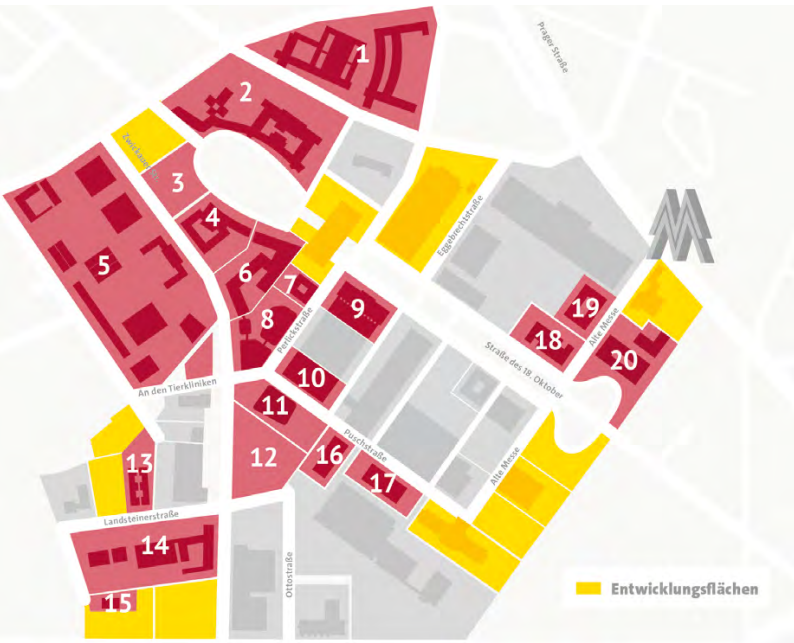 Prager Straße
1
2
Zwickauer
3
4
5
6
7
8
9
Eggebrechtstraße
Perlickstraße
19
18
Alte Messe
20
Straße des 18. Oktober
An den Tierkliniken
10
11
12
Puschstraße
16
17
Alte Messe
13
Landsteinerstraße
14
15
Ottostraße
Entwicklungsflächen